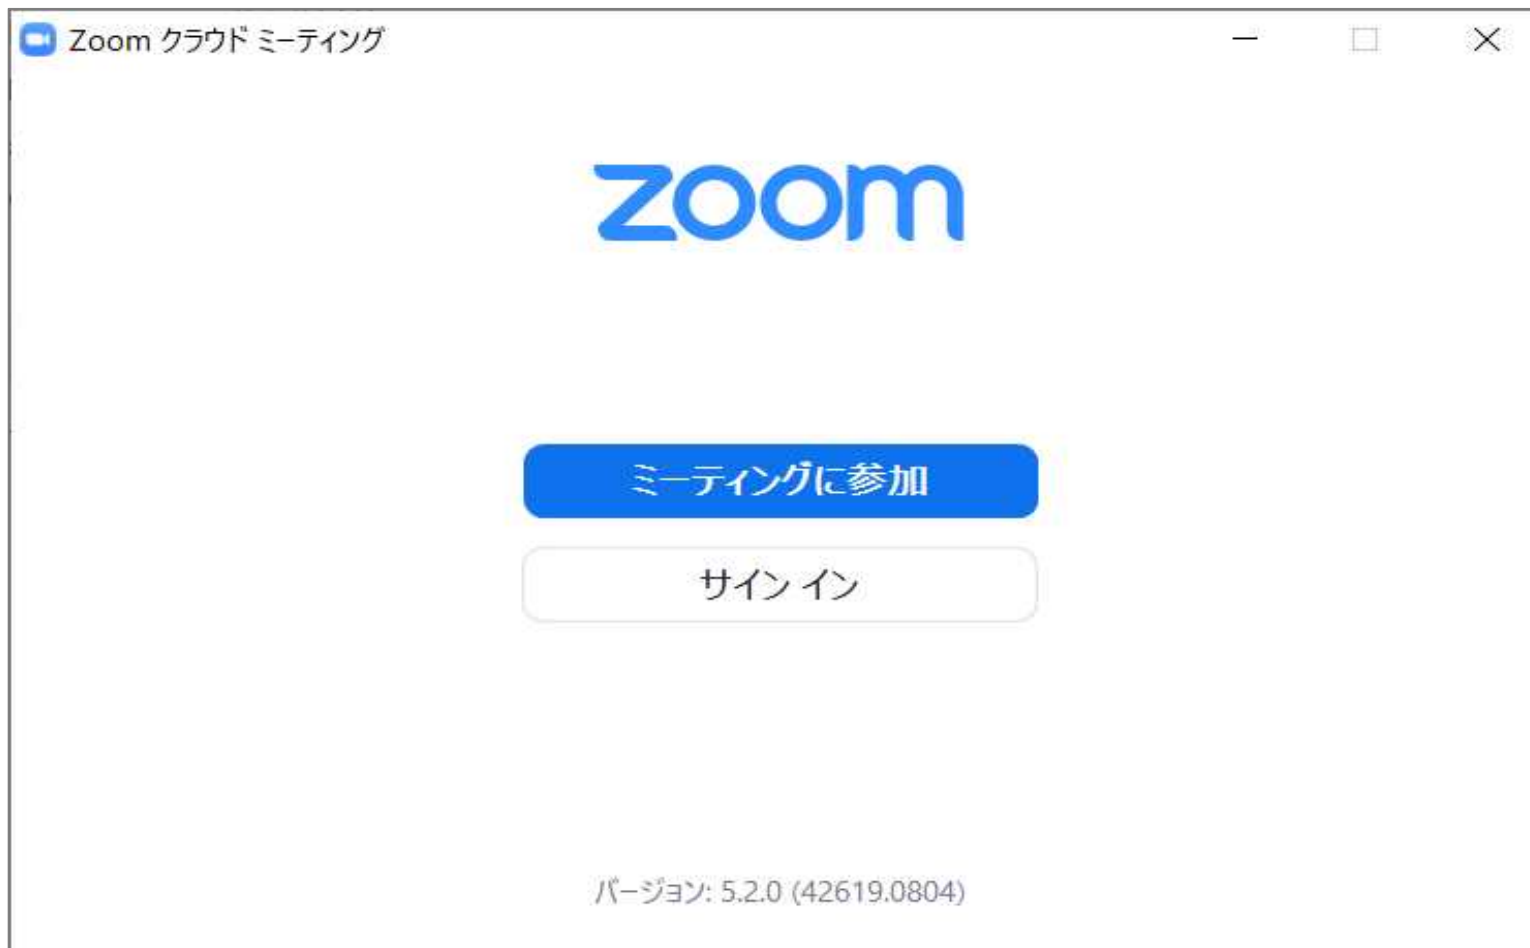 Zoom クラウド ミーティング
zoom
ミーティングに参加
サイン イン
バージョン: 5.2.0 (42619.0804)